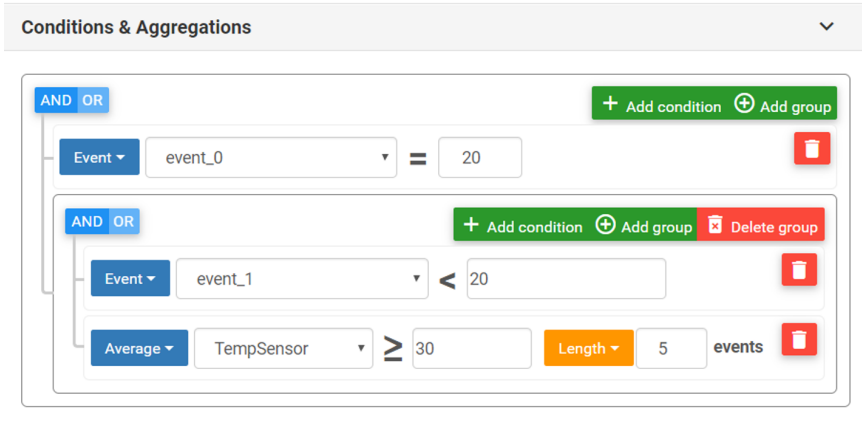 Conditions & Aggregations
AND OR + Add condition Add group
Event event_0 = 20
AND OR + Add condition Add group Delete group
Event event_1 < 20
Average TempSensor ≥ 30 Length 5 events